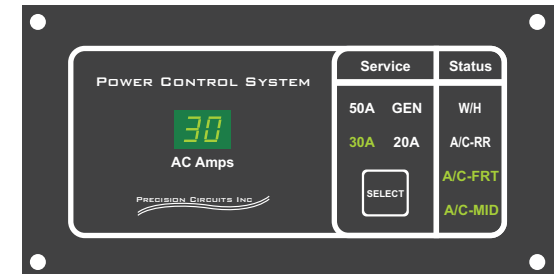 Power Control System
30
AC Amps
Precision Circuits Inc
Service
50A GEN
30A 20A
SELECT
Status
W/H
A/C-RR
A/C-FRT
A/C-MID